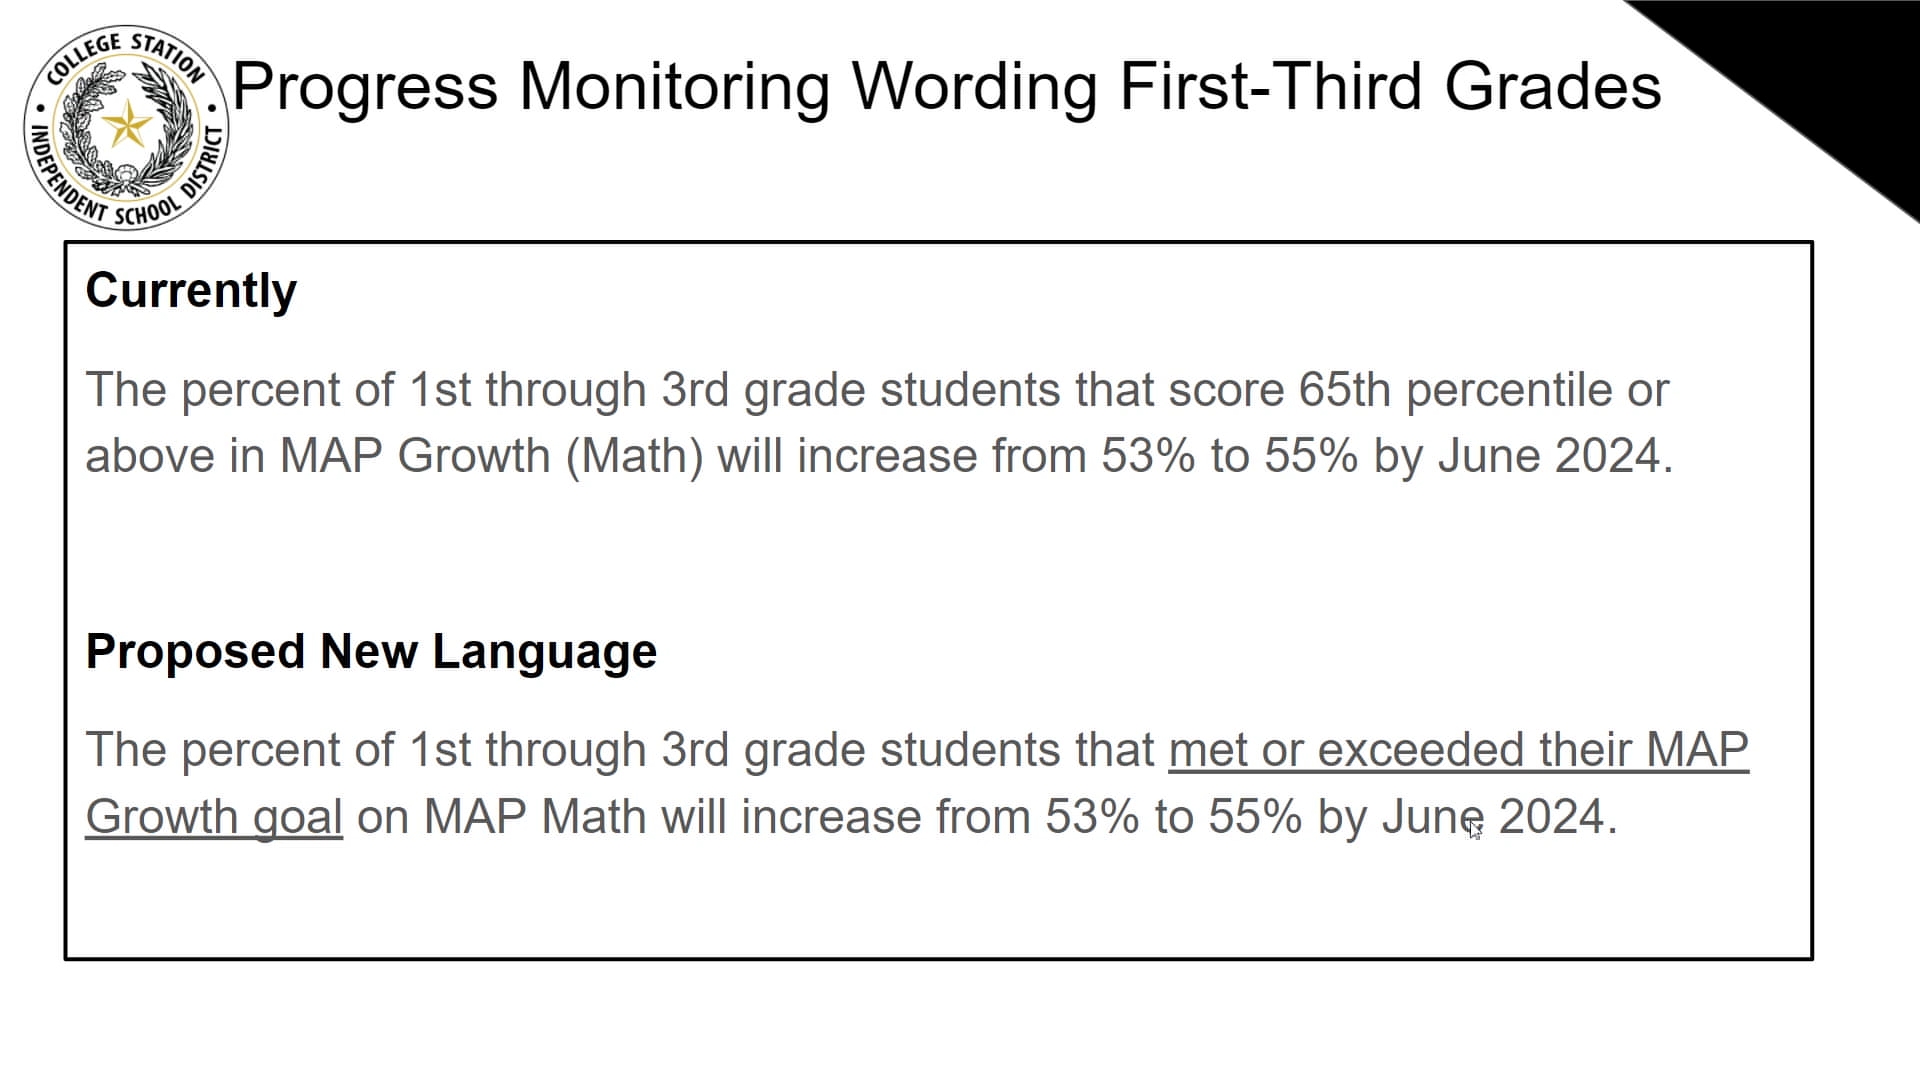 COLLEGE STATION
INDEPENDENT SCHOOL DISTRICT
Progress Monitoring Wording First-Third Grades
Currently
The percent of 1st through 3rd grade students that score 65th percentile or
above in MAP Growth (Math) will increase from 53% to 55% by June 2024.
Proposed New Language
The percent of 1st through 3rd grade students that met or exceeded their MAP
Growth goal on MAP Math will increase from 53% to 55% by June 2024.